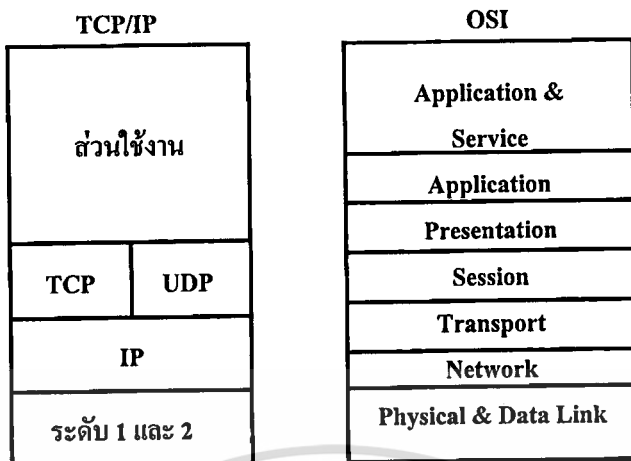 TCP/IP
ส่วนใช้งาน
TCP
UDP
IP
ระดับ 1 และ 2
OSI
Application &
Service
Application
Presentation
Session
Transport
Network
Physical & Data Link